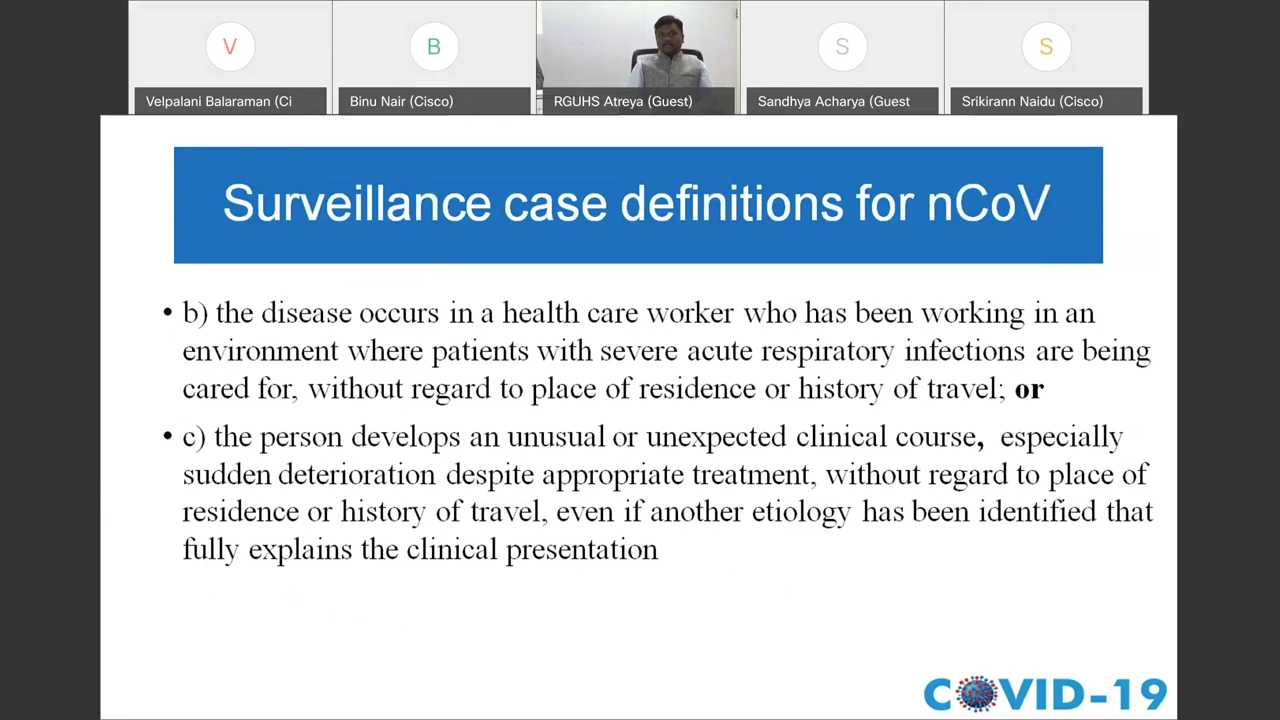 V
B
S
S
Velpalani Balaraman (Ci
Binu Nair (Cisco)
RGUHS Atreya (Guest)
Sandhya Acharya (Guest
Srikirann Naidu (Cisco)
Surveillance case definitions for nCoV
• b) the disease occurs in a health care worker who has been working in an
environment where patients with severe acute respiratory infections are being
cared for, without regard to place of residence or history of travel; or
• c) the person develops an unusual or unexpected clinical course, especially
sudden deterioration despite appropriate treatment, without regard to place of
residence or history of travel, even if another etiology has been identified that
fully explains the clinical presentation
COVID-19